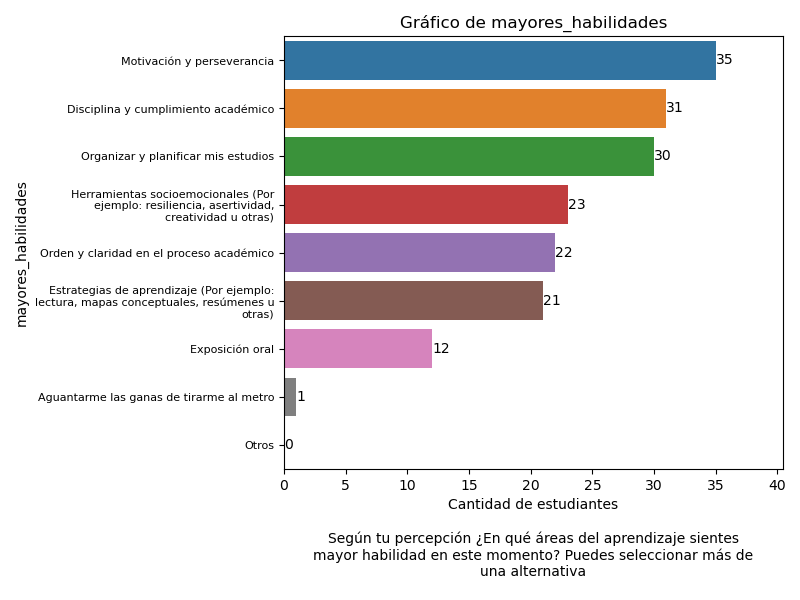 Gráfico de mayores_habilidades
mayores_habilidades
Motivación y perseverancia
35
Disciplina y cumplimiento académico
31
Organizar y planificar mis estudios
30
Herramientas socioemocionales (Por
ejemplo: resiliencia, asertividad,
creatividad u otras)
23
Orden y claridad en el proceso académico
22
Estrategias de aprendizaje (Por ejemplo:
lectura, mapas conceptuales, resúmenes u
otras)
21
Exposición oral
12
Aguantarme las ganas de tirarme al metro
1
Otros
0
0 5 10 15 20 25 30 35 40
Cantidad de estudiantes
Según tu percepción ¿En qué áreas del aprendizaje sientes
mayor habilidad en este momento? Puedes seleccionar más de
una alternativa